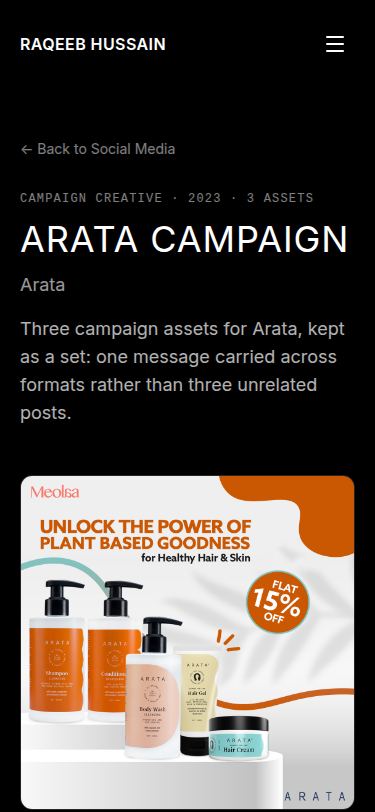 RAQEEB HUSSAIN
← Back to Social Media
CAMPAIGN CREATIVE · 2023 · 3 ASSETS
ARATA CAMPAIGN
Arata
Three campaign assets for Arata, kept
as a set: one message carried across
formats rather than three unrelated
posts.
Meolaa
UNLOCK THE POWER OF
PLANT BASED GOODNESS
for Healthy Hair & Skin
FLAT
15%
OFF
ARATA
Shampoo
ARATA
Condition
ARATA
Body Wash
ARATA
Hair Gel
ARATA
Hair Cream
ARATA